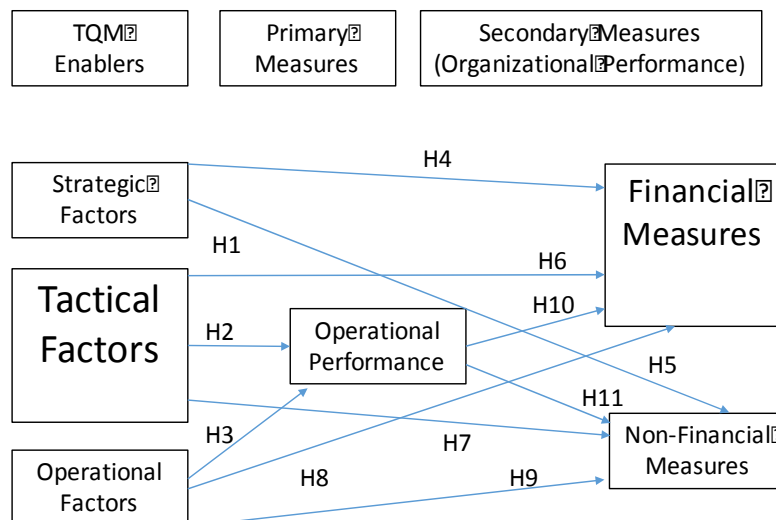 TQM
Enablers
Primary
Measures
Secondary Measures
(Organizational Performance)
H4
Strategic
Factors
Financial
Measures
H1
H6
Tactical
Factors
H10
Operational
Performance
H2
H5
H11
H3
H7
Non-Financial
Measures
Operational
Factors
H8
H9